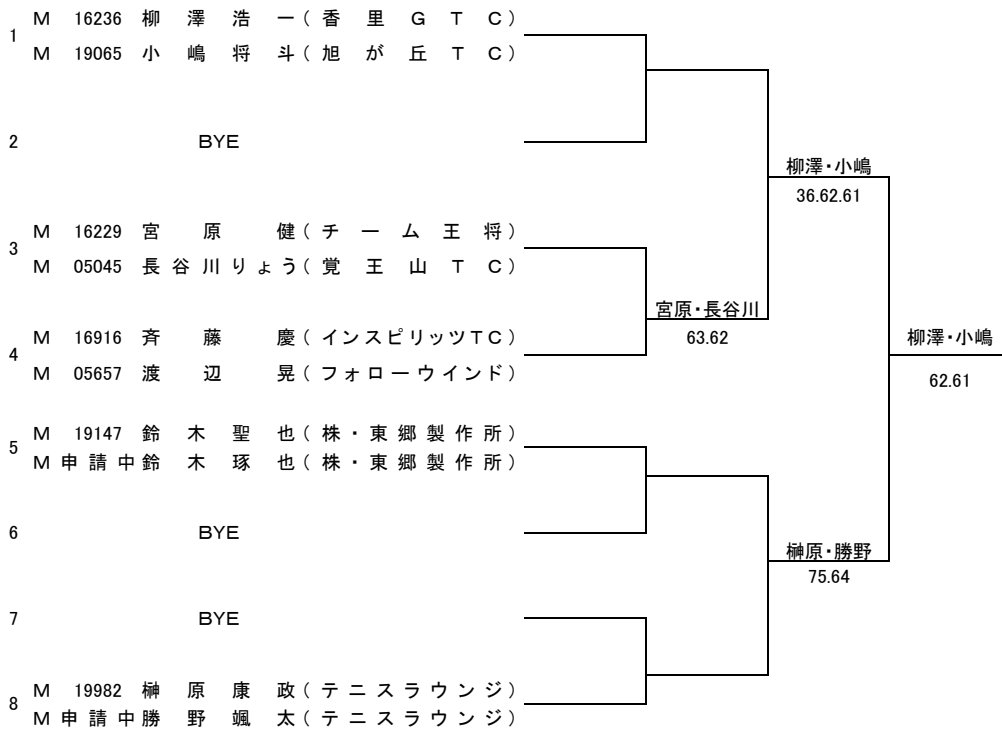 1
M 16236 柳澤浩一(香里GTC)
M 19065 小嶋将斗(旭が丘TC)
2 BYE
柳澤・小嶋
36.62.61
3
M 16229 宮原健(チーム王将)
M 05045 長谷川りょう(覚王山TC)
宮原・長谷川
63.62
4
M 16916 斉藤慶(インスピリッツTC)
M 05657 渡辺晃(フォローウインド)
柳澤・小嶋
62.61
5
M 19147 鈴木聖也(株・東郷製作所)
M 申請中 鈴木琢也(株・東郷製作所)
6 BYE
榊原・勝野
75.64
7 BYE
8
M 19982 榊原康政(テニスラウンジ)
M 申請中 勝野颯太(テニスラウンジ)